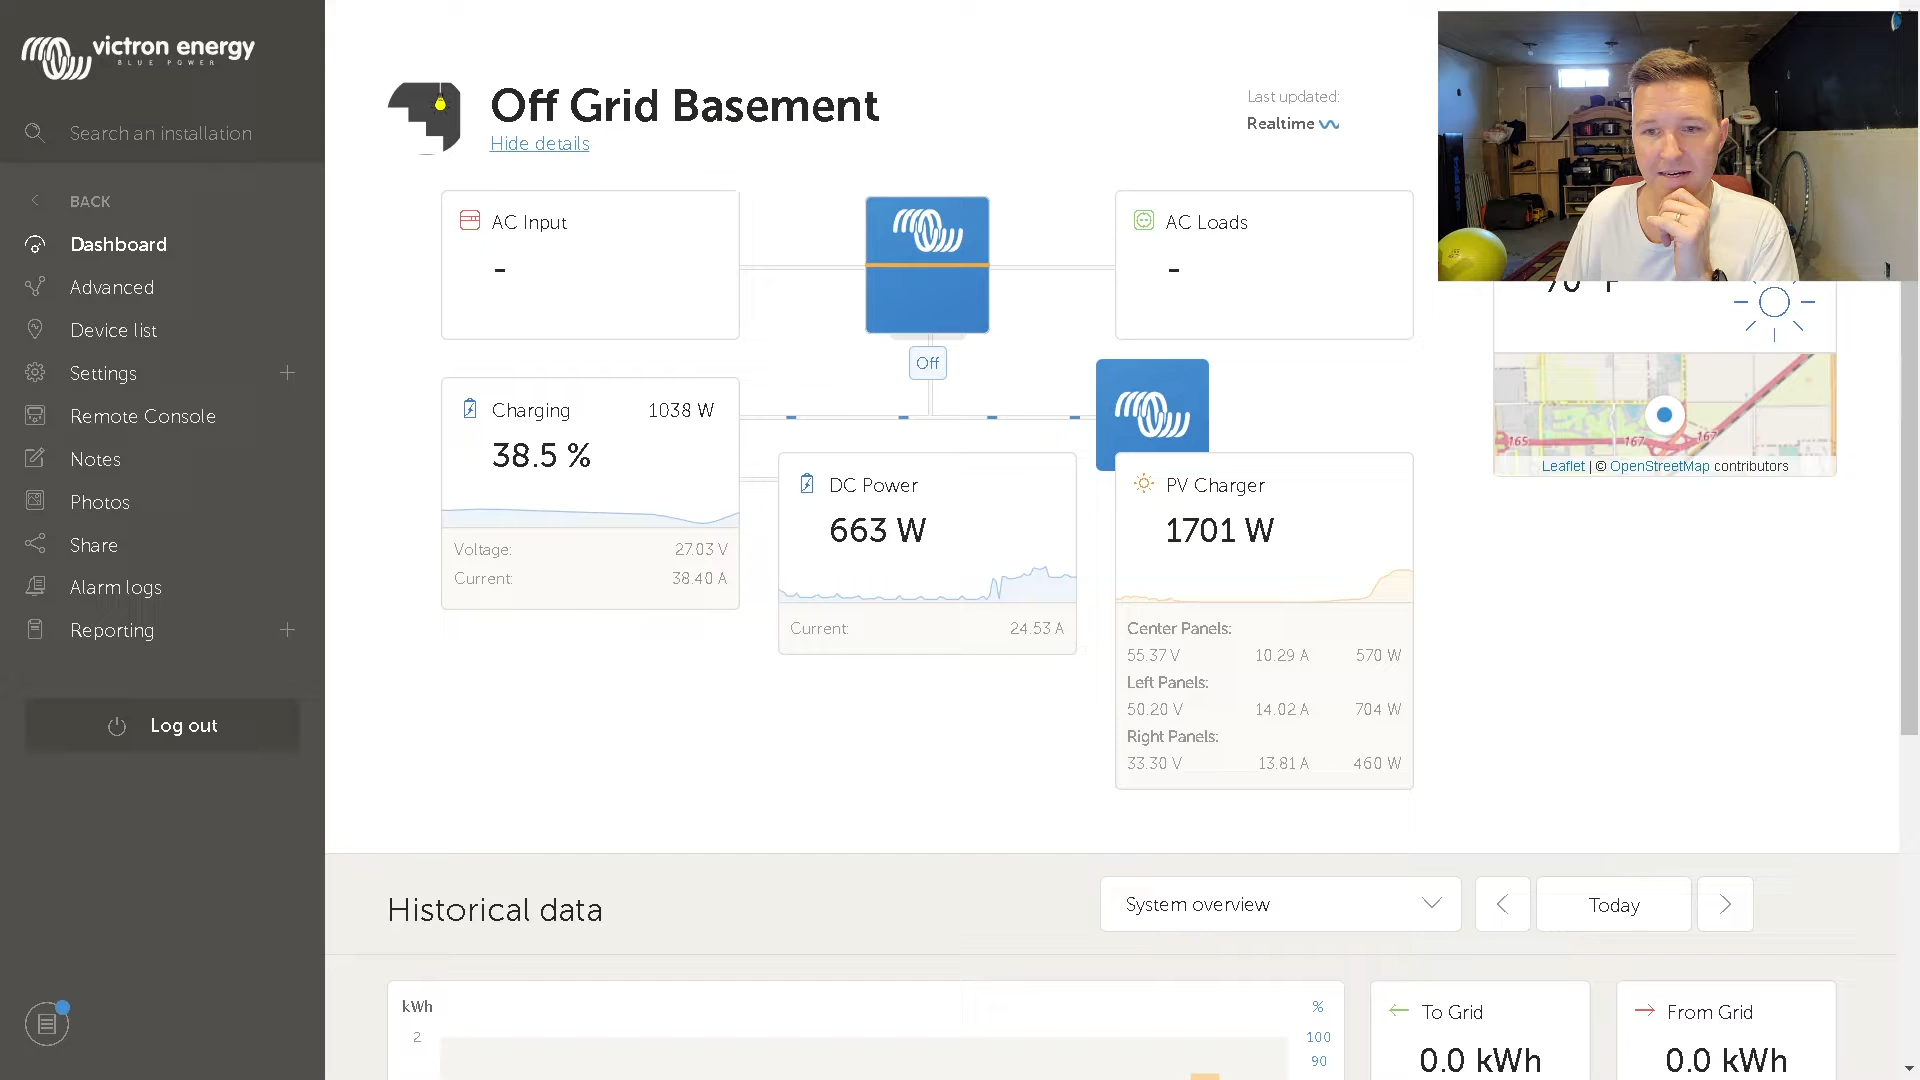 victron energy
BLUE POWER
Search an installation
BACK
Dashboard
Advanced
Device list
Settings
Remote Console
Notes
Photos
Share
Alarm logs
Reporting
Log out
Off Grid Basement
Hide details
Last updated:
Realtime
AC Input
-
AC Loads
-
Off
Charging 1038 W
38.5 %
Voltage: 27.03 V
Current: 38.40 A
DC Power
663 W
Current: 24.53 A
PV Charger
1701 W
Center Panels:
55.37 V 10.29 A 570 W
Left Panels:
50.20 V 14.02 A 704 W
Right Panels:
33.30 V 13.81 A 460 W
165 167 167
Leaflet | © OpenStreetMap contributors
Historical data
System overview
Today
kWh %
2 100
90
To Grid
0.0 kWh
From Grid
0.0 kWh